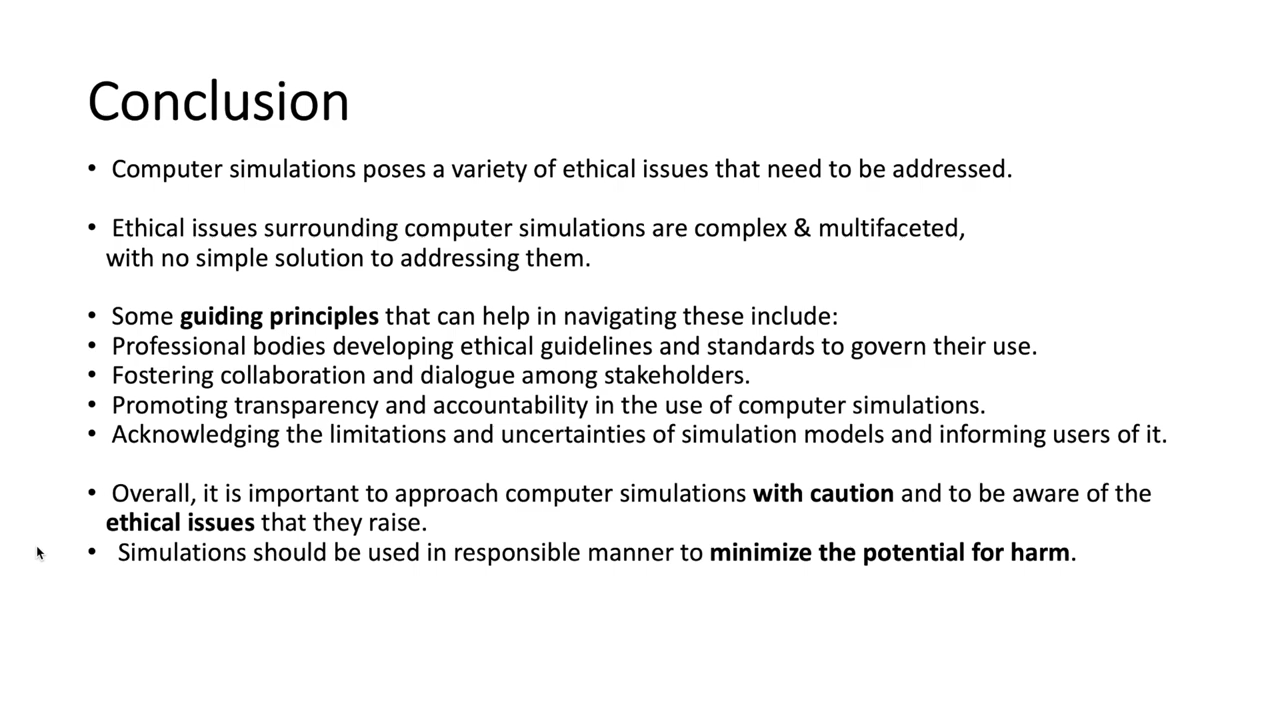 Conclusion
• Computer simulations poses a variety of ethical issues that need to be addressed.
• Ethical issues surrounding computer simulations are complex & multifaceted,
with no simple solution to addressing them.
• Some guiding principles that can help in navigating these include:
• Professional bodies developing ethical guidelines and standards to govern their use.
• Fostering collaboration and dialogue among stakeholders.
• Promoting transparency and accountability in the use of computer simulations.
• Acknowledging the limitations and uncertainties of simulation models and informing users of it.
• Overall, it is important to approach computer simulations with caution and to be aware of the
ethical issues that they raise.
• Simulations should be used in responsible manner to minimize the potential for harm.